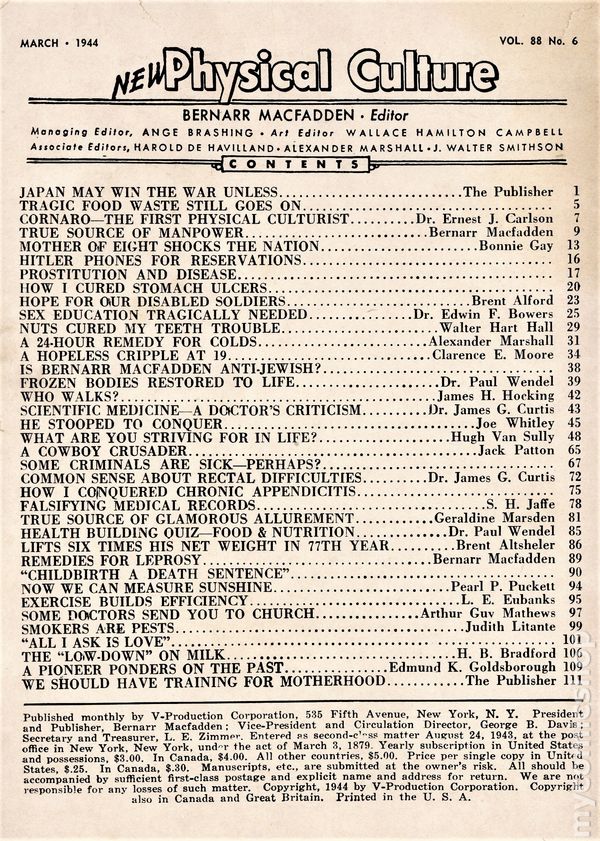 MARCH • 1944
VOL. 88 No. 6
NEW Physical Culture
BERNARR MACFADDEN • Editor
Managing Editor, ANGE BRASHING • Art Editor WALLACE HAMILTON CAMPBELL
Associate Editors, HAROLD DE HAVILLAND • ALEXANDER MARSHALL • J. WALTER SMITHSON
CONTENTS
JAPAN MAY WIN THE WAR UNLESS..........The Publisher 1
TRAGIC FOOD WASTE STILL GOES ON.......... 5
CORNARO—THE FIRST PHYSICAL CULTURIST..........Dr. Ernest J. Carlson 7
TRUE SOURCE OF MANPOWER..........Bernarr Macfadden 9
MOTHER OF EIGHT SHOCKS THE NATION..........Bonnie Gay 13
HITLER PHONES FOR RESERVATIONS.......... 16
PROSTITUTION AND DISEASE.......... 17
HOW I CURED STOMACH ULCERS.......... 20
HOPE FOR OUR DISABLED SOLDIERS..........Brent Alford 23
SEX EDUCATION TRAGICALLY NEEDED..........Dr. Edwin F. Bowers 25
NUTS CURED MY TEETH TROUBLE..........Walter Hart Hall 29
A 24-HOUR REMEDY FOR COLDS..........Alexander Marshall 31
A HOPELESS CRIPPLE AT 19..........Clarence E. Moore 34
IS BERNARR MACFADDEN ANTI-JEWISH?.......... 38
FROZEN BODIES RESTORED TO LIFE..........Dr. Paul Wendel 39
WHO WALKS?..........James H. Hocking 42
SCIENTIFIC MEDICINE—A DOCTOR'S CRITICISM..........Dr. James G. Curtis 43
HE STOOPED TO CONQUER..........Joe Whitley 45
WHAT ARE YOU STRIVING FOR IN LIFE?..........Hugh Van Sully 48
A COWBOY CRUSADER..........Jack Patton 65
SOME CRIMINALS ARE SICK—PERHAPS?.......... 67
COMMON SENSE ABOUT RECTAL DIFFICULTIES..........Dr. James G. Curtis 72
HOW I CONQUERED CHRONIC APPENDICITIS.......... 75
FALSIFYING MEDICAL RECORDS..........S. H. Jaffe 78
TRUE SOURCE OF GLAMOROUS ALLUREMENT..........Geraldine Marsden 81
HEALTH BUILDING QUIZ—FOOD & NUTRITION..........Dr. Paul Wendel 85
LIFTS SIX TIMES HIS NET WEIGHT IN 77TH YEAR..........Brent Altsheler 86
REMEDIES FOR LEPROSY..........Bernarr Macfadden 89
"CHILDBIRTH A DEATH SENTENCE".......... 90
NOW WE CAN MEASURE SUNSHINE..........Pearl P. Puckett 94
EXERCISE BUILDS EFFICIENCY..........L. E. Eubanks 95
SOME DOCTORS SEND YOU TO CHURCH..........Arthur Guy Mathews 97
SMOKERS ARE PESTS..........Judith Litante 99
"ALL I ASK IS LOVE".......... 101
THE "LOW-DOWN" ON MILK..........H. B. Bradford 106
A PIONEER PONDERS ON THE PAST..........Edmund K. Goldsborough 109
WE SHOULD HAVE TRAINING FOR MOTHERHOOD..........The Publisher 111
Published monthly by V-Production Corporation, 535 Fifth Avenue, New York, N. Y. President
and Publisher, Bernarr Macfadden; Vice-President and Circulation Director, George B. Davis;
Secretary and Treasurer, L. E. Zimmer. Entered as second-class matter August 24, 1943, at the post
office in New York, New York, under the act of March 3, 1879. Yearly subscription in United States
and possessions, $3.00. In Canada, $4.00. All other countries, $5.00. Price per single copy in United
States, $.25. In Canada, $.30. Manuscripts, etc., are submitted at the owner's risk. All should be
accompanied by sufficient first-class postage and explicit name and address for return. We are not
responsible for any losses of such matter. Copyright, 1944 by V-Production Corporation. Copyright
also in Canada and Great Britain. Printed in the U. S. A.
mycomicshop